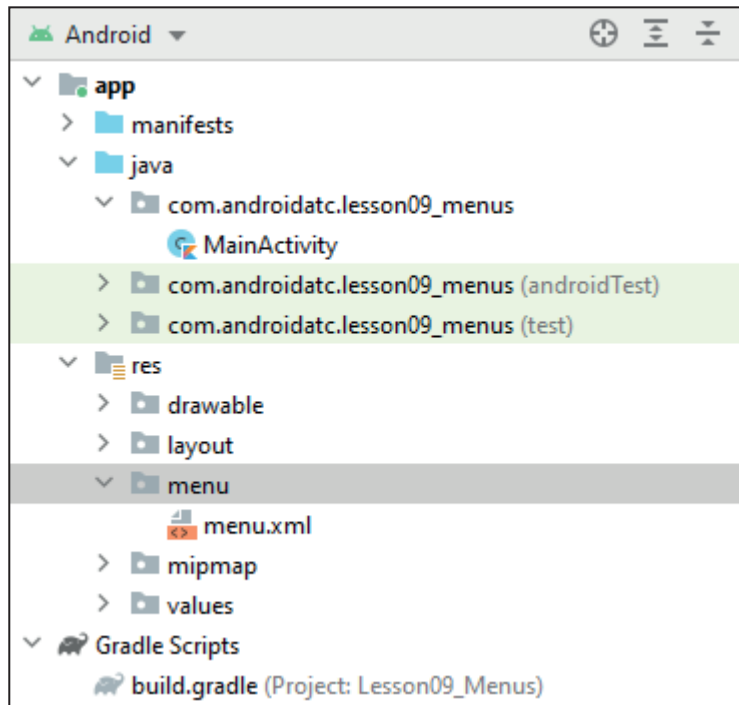 Android
app
manifests
java
com.androidatc.lesson09_menus
MainActivity
com.androidatc.lesson09_menus (androidTest)
com.androidatc.lesson09_menus (test)
res
drawable
layout
menu
menu.xml
mipmap
values
Gradle Scripts
build.gradle (Project: Lesson09_Menus)